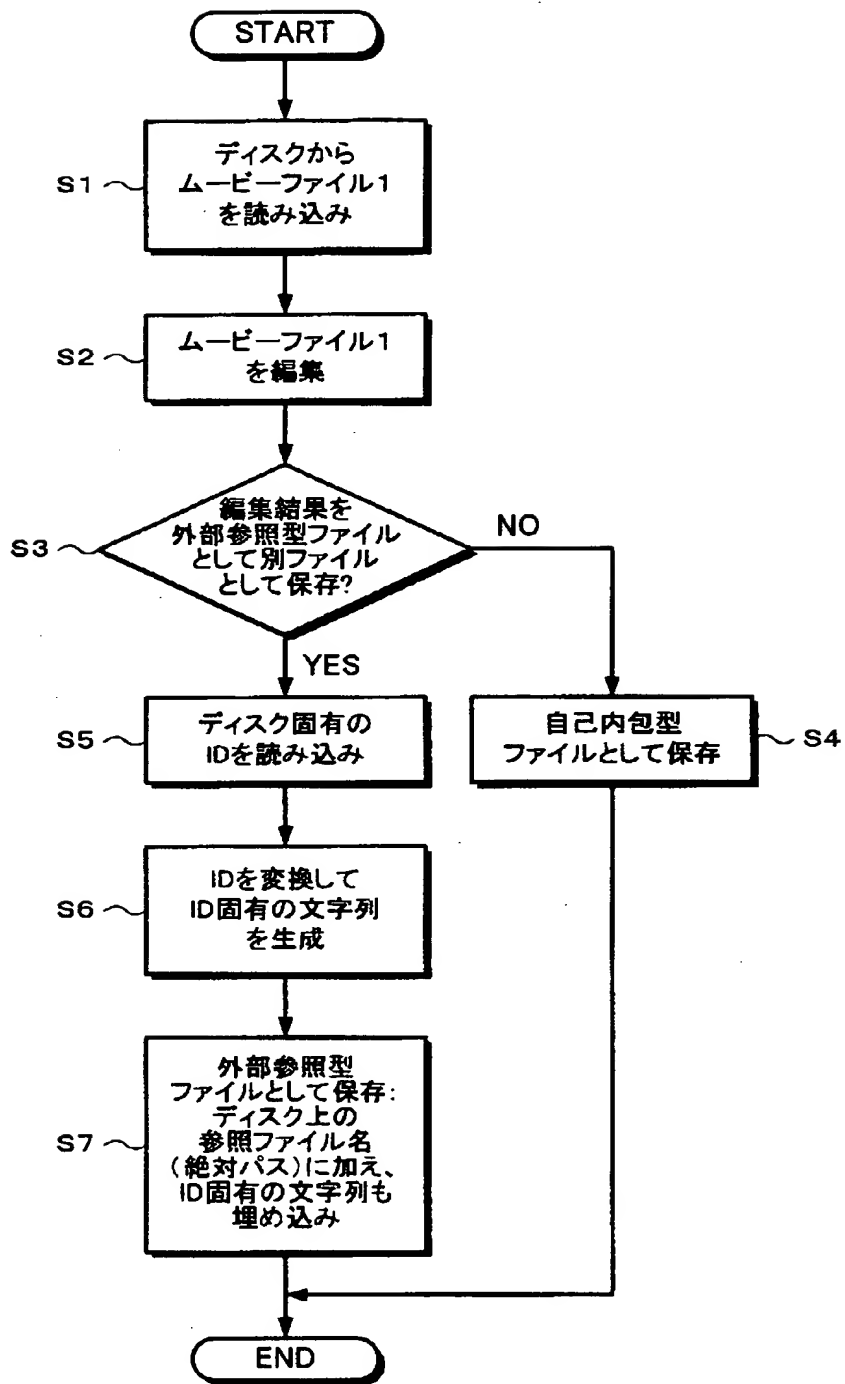 START
S1
ディスクから
ムービーファイル1
を読み込み
S2
ムービーファイル1
を編集
S3
編集結果を
外部参照型ファイル
として別ファイル
として保存?
NO
YES
S5
ディスク固有の
IDを読み込み
自己内包型
ファイルとして保存
S4
S6
IDを変換して
ID固有の文字列
を生成
S7
外部参照型
ファイルとして保存:
ディスク上の
参照ファイル名
(絶対パス)に加え、
ID固有の文字列も
埋め込み
END